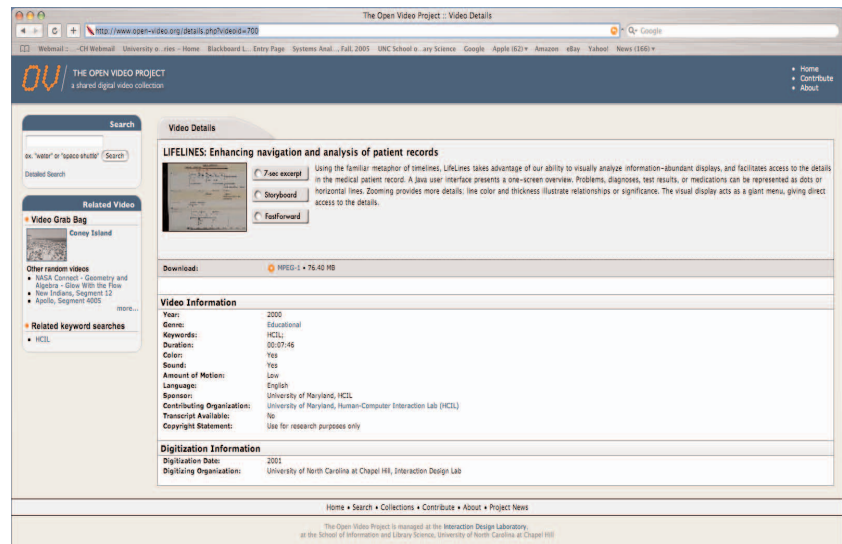 The Open Video Project :: Video Details
http://www.open-video.org/details.php?videoid=700
Q- Google
Webmail :: ...-CH Webmail University o...ries - Home Blackboard L... Entry Page Systems Anal..., Fall, 2005 UNC School o...ary Science Google Apple (62) Amazon eBay Yahoo! News (166)
OV/ THE OPEN VIDEO PROJECT
a shared digital video collection
• Home
• Contribute
• About
Search
ex. "water" or "space shuttle" Search
Detailed Search
Related Video
Video Grab Bag
Coney Island
Other random videos
• NASA Connect - Geometry and
Algebra - Glow With the Flow
• New Indians, Segment 12
• Apollo, Segment 4005
more...
Related keyword searches
• HCIL
Video Details
LIFELINES: Enhancing navigation and analysis of patient records
7-sec excerpt
Storyboard
FastForward
Using the familiar metaphor of timelines, LifeLines takes advantage of our ability to visually analyze information-abundant displays, and facilitates access to the details
in the medical patient record. A Java user interface presents a one-screen overview. Problems, diagnoses, test results, or medications can be represented as dots or
horizontal lines. Zooming provides more details; line color and thickness illustrate relationships or significance. The visual display acts as a giant menu, giving direct
access to the details.
Download: MPEG-1 • 76.40 MB
Video Information
Year: 2000
Genre: Educational
Keywords: HCIL;
Duration: 00:07:46
Color: Yes
Sound: Yes
Amount of Motion: Low
Language: English
Sponsor: University of Maryland, HCIL
Contributing Organization: University of Maryland, Human-Computer Interaction Lab (HCIL)
Transcript Available: No
Copyright Statement: Use for research purposes only
Digitization Information
Digitization Date: 2001
Digitizing Organization: University of North Carolina at Chapel Hill, Interaction Design Lab
Home • Search • Collections • Contribute • About • Project News
The Open Video Project is managed at the Interaction Design Laboratory,
at the School of Information and Library Science, University of North Carolina at Chapel Hill